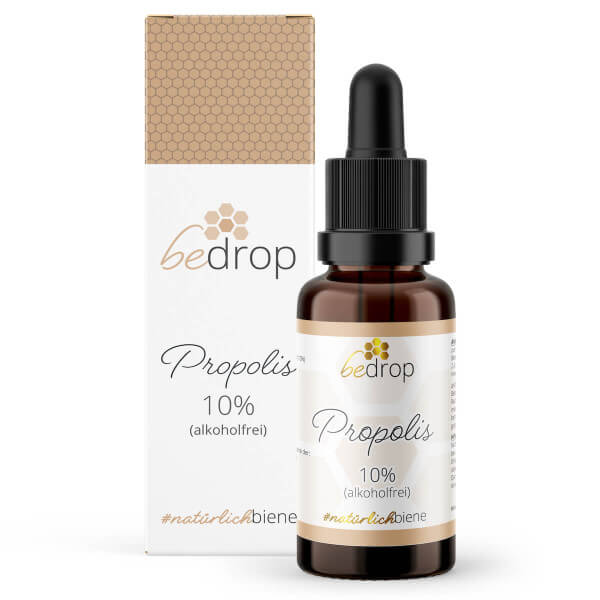 bedrop
Propolis
10%
(alkoholfrei)
#natürlichbiene
bedrop
Propolis
10%
(alkoholfrei)
#natürlichbiene